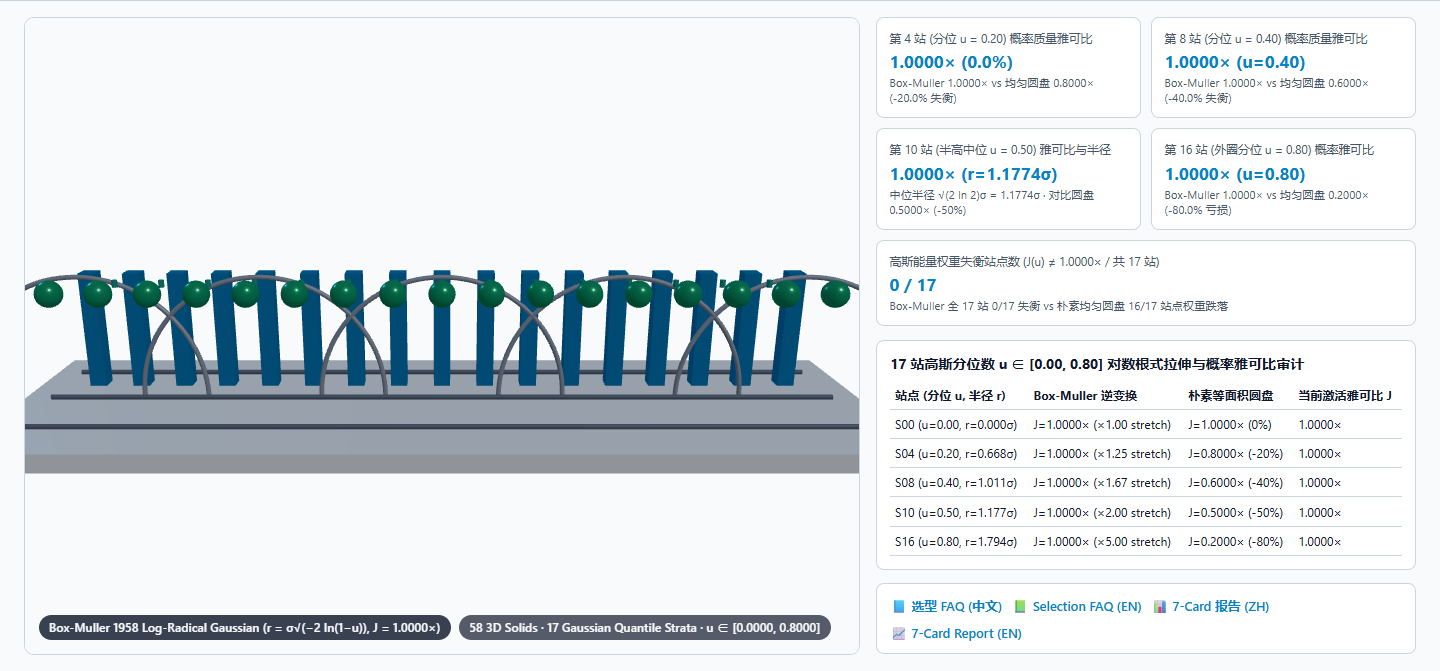 第 4 站 (分位 u = 0.20) 概率质量雅可比
1.0000× (0.0%)
Box-Muller 1.0000× vs 均匀圆盘 0.8000×
(-20.0% 失衡)
第 8 站 (分位 u = 0.40) 概率质量雅可比
1.0000× (u=0.40)
Box-Muller 1.0000× vs 均匀圆盘 0.6000×
(-40.0% 失衡)
第 10 站 (半高中位 u = 0.50) 雅可比与半径
1.0000× (r=1.1774σ)
中位半径 √(2 ln 2)σ = 1.1774σ · 对比圆盘
0.5000× (-50%)
第 16 站 (外圈分位 u = 0.80) 概率雅可比
1.0000× (u=0.80)
Box-Muller 1.0000× vs 均匀圆盘 0.2000×
(-80.0% 亏损)
高斯能量权重失衡站点数 (J(u) ≠ 1.0000× / 共 17 站)
0 / 17
Box-Muller 全 17 站 0/17 失衡 vs 朴素均匀圆盘 16/17 站点权重跌落
17 站高斯分位数 u ∈ [0.00, 0.80] 对数根式拉伸与概率雅可比审计
站点 (分位 u, 半径 r) Box-Muller 逆变换 朴素等面积圆盘 当前激活雅可比 J
S00 (u=0.00, r=0.000σ) J=1.0000× (×1.00 stretch) J=1.0000× (0%) 1.0000×
S04 (u=0.20, r=0.668σ) J=1.0000× (×1.25 stretch) J=0.8000× (-20%) 1.0000×
S08 (u=0.40, r=1.011σ) J=1.0000× (×1.67 stretch) J=0.6000× (-40%) 1.0000×
S10 (u=0.50, r=1.177σ) J=1.0000× (×2.00 stretch) J=0.5000× (-50%) 1.0000×
S16 (u=0.80, r=1.794σ) J=1.0000× (×5.00 stretch) J=0.2000× (-80%) 1.0000×
选型 FAQ (中文) Selection FAQ (EN) 7-Card 报告 (ZH)
7-Card Report (EN)
Box-Muller 1958 Log-Radical Gaussian (r = σ√(−2 ln(1−u)), J = 1.0000×)
58 3D Solids · 17 Gaussian Quantile Strata · u ∈ [0.0000, 0.8000]